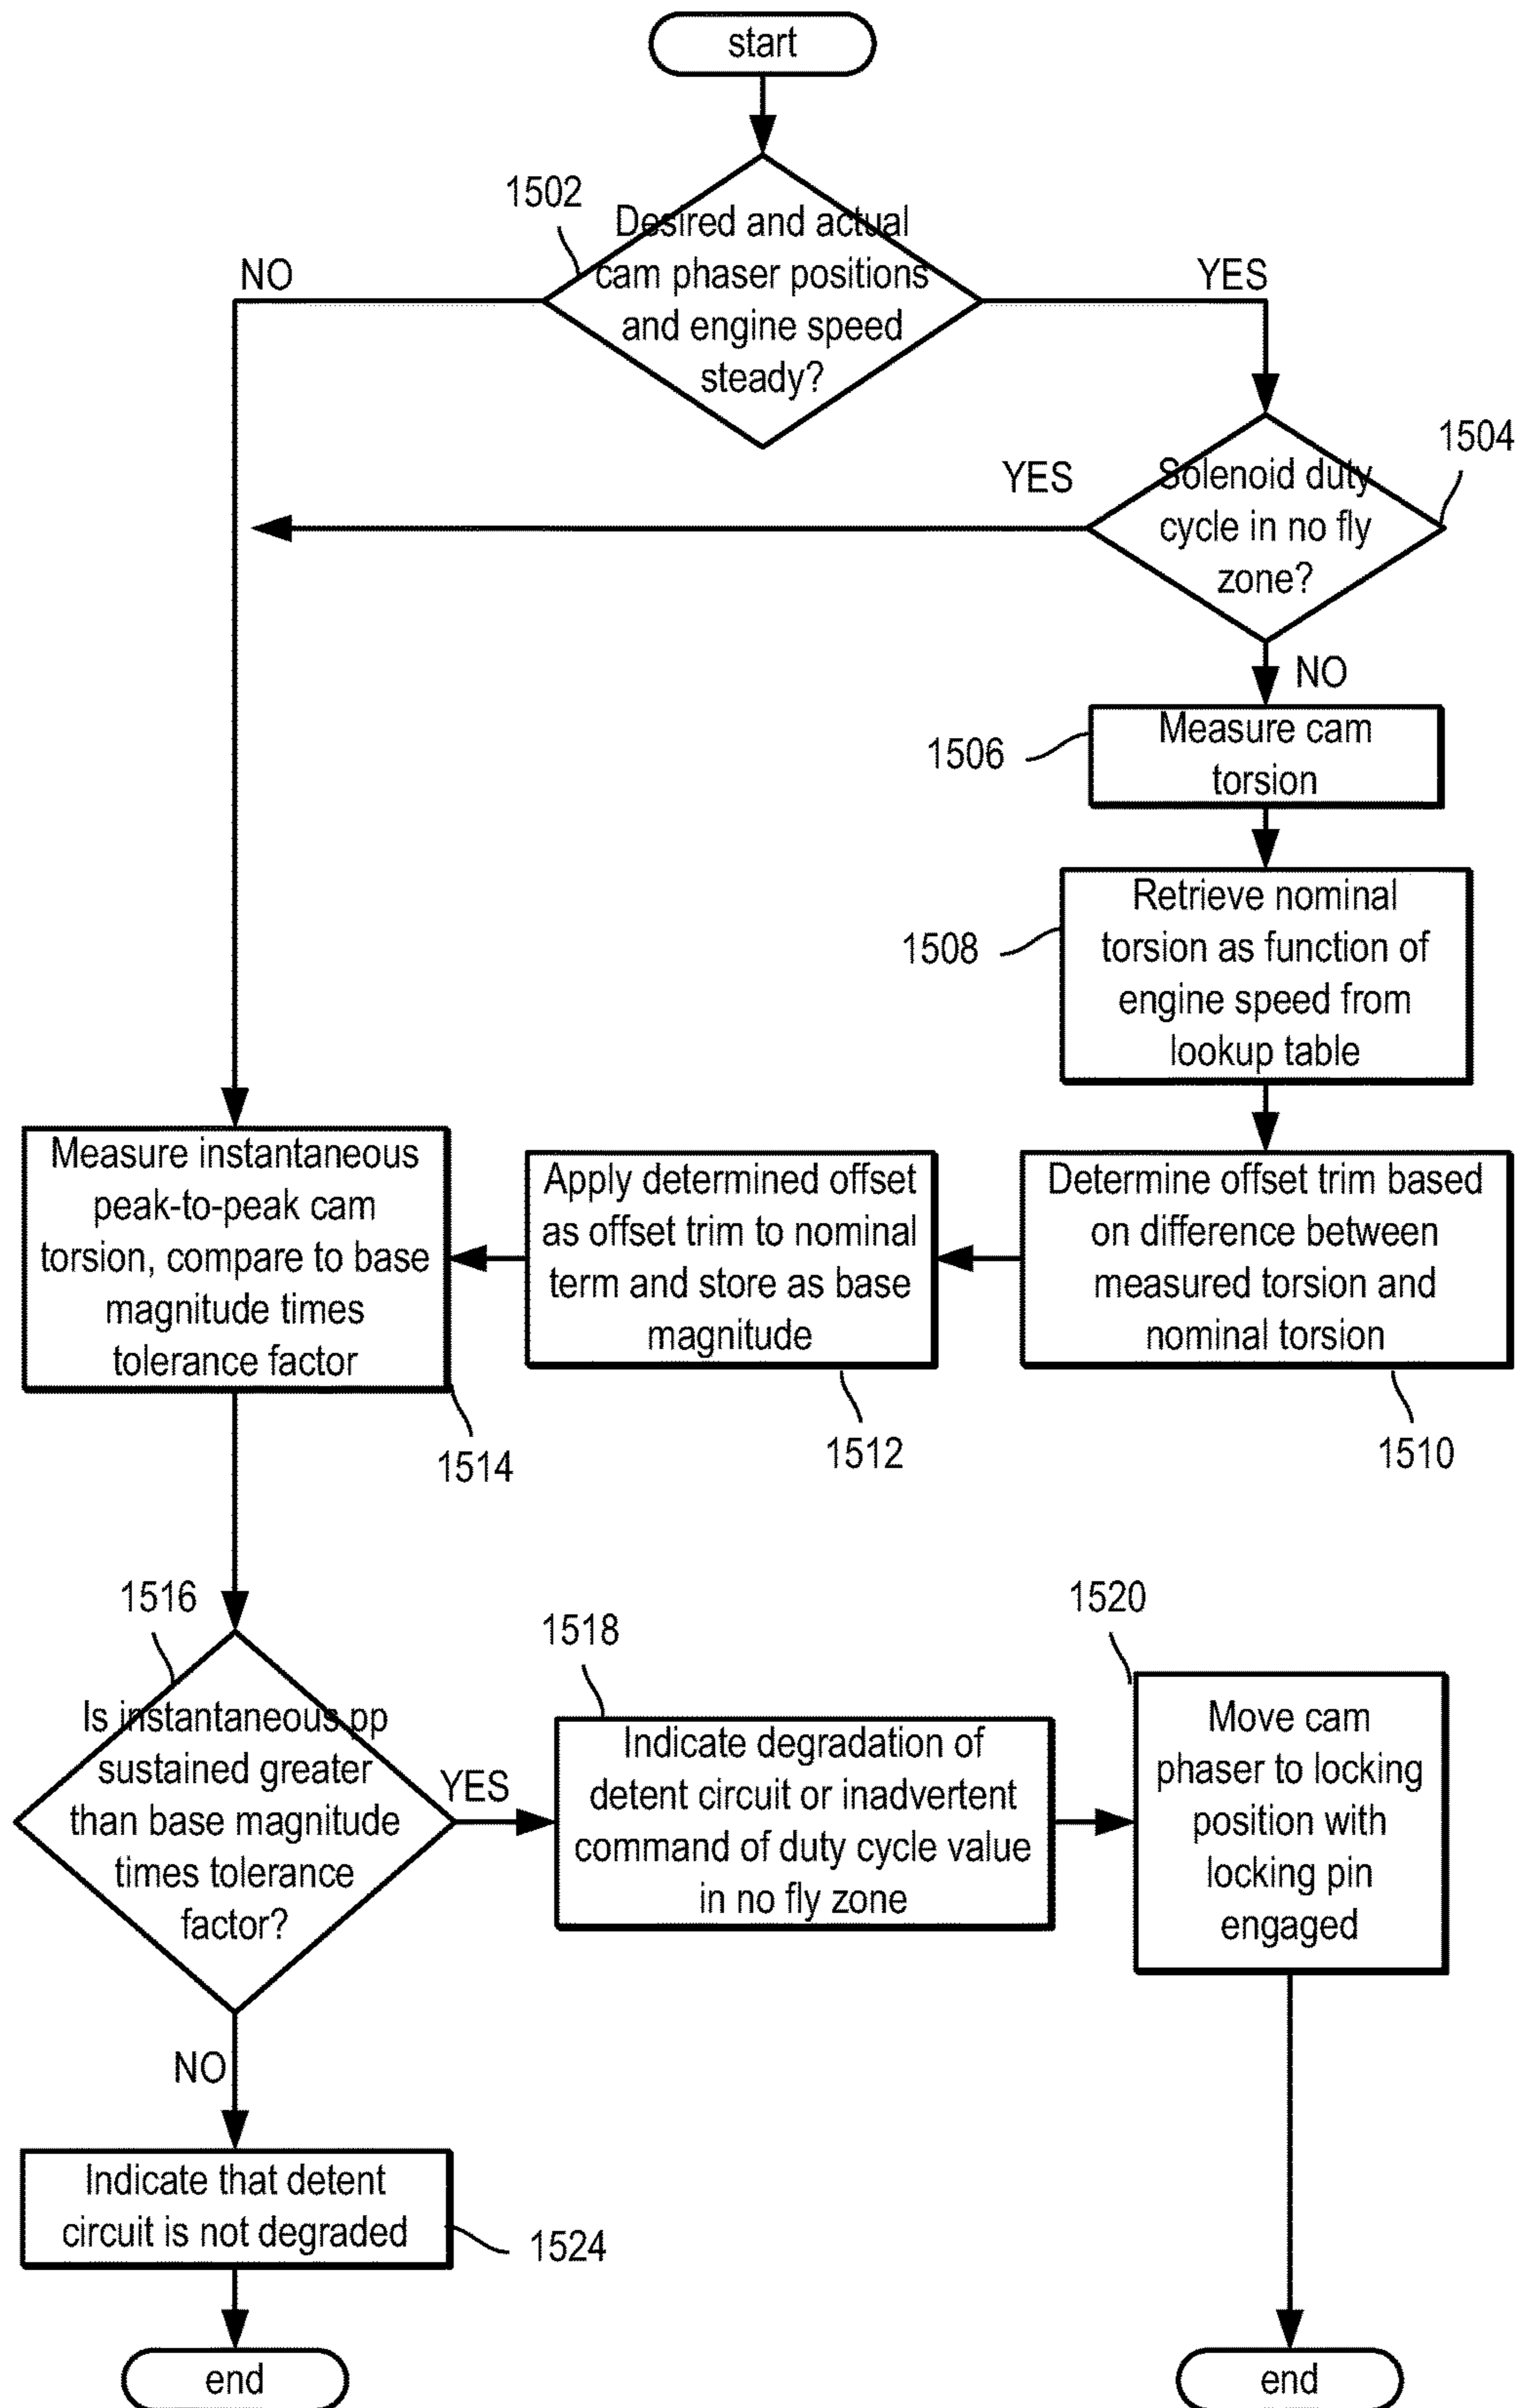 start
1502
Desired and actual
cam phaser positions
and engine speed
steady?
NO
YES
1504
Solenoid duty
cycle in no fly
zone?
YES
NO
1506
Measure cam
torsion
1508
Retrieve nominal
torsion as function of
engine speed from
lookup table
Determine offset trim based
on difference between
measured torsion and
nominal torsion
1510
Apply determined offset
as offset trim to nominal
term and store as base
magnitude
1512
Measure instantaneous
peak-to-peak cam
torsion, compare to base
magnitude times
tolerance factor
1514
1516
Is instantaneous pp
sustained greater
than base magnitude
times tolerance
factor?
YES
1518
Indicate degradation of
detent circuit or inadvertent
command of duty cycle value
in no fly zone
1520
Move cam
phaser to locking
position with
locking pin
engaged
NO
Indicate that detent
circuit is not degraded
1524
end
end